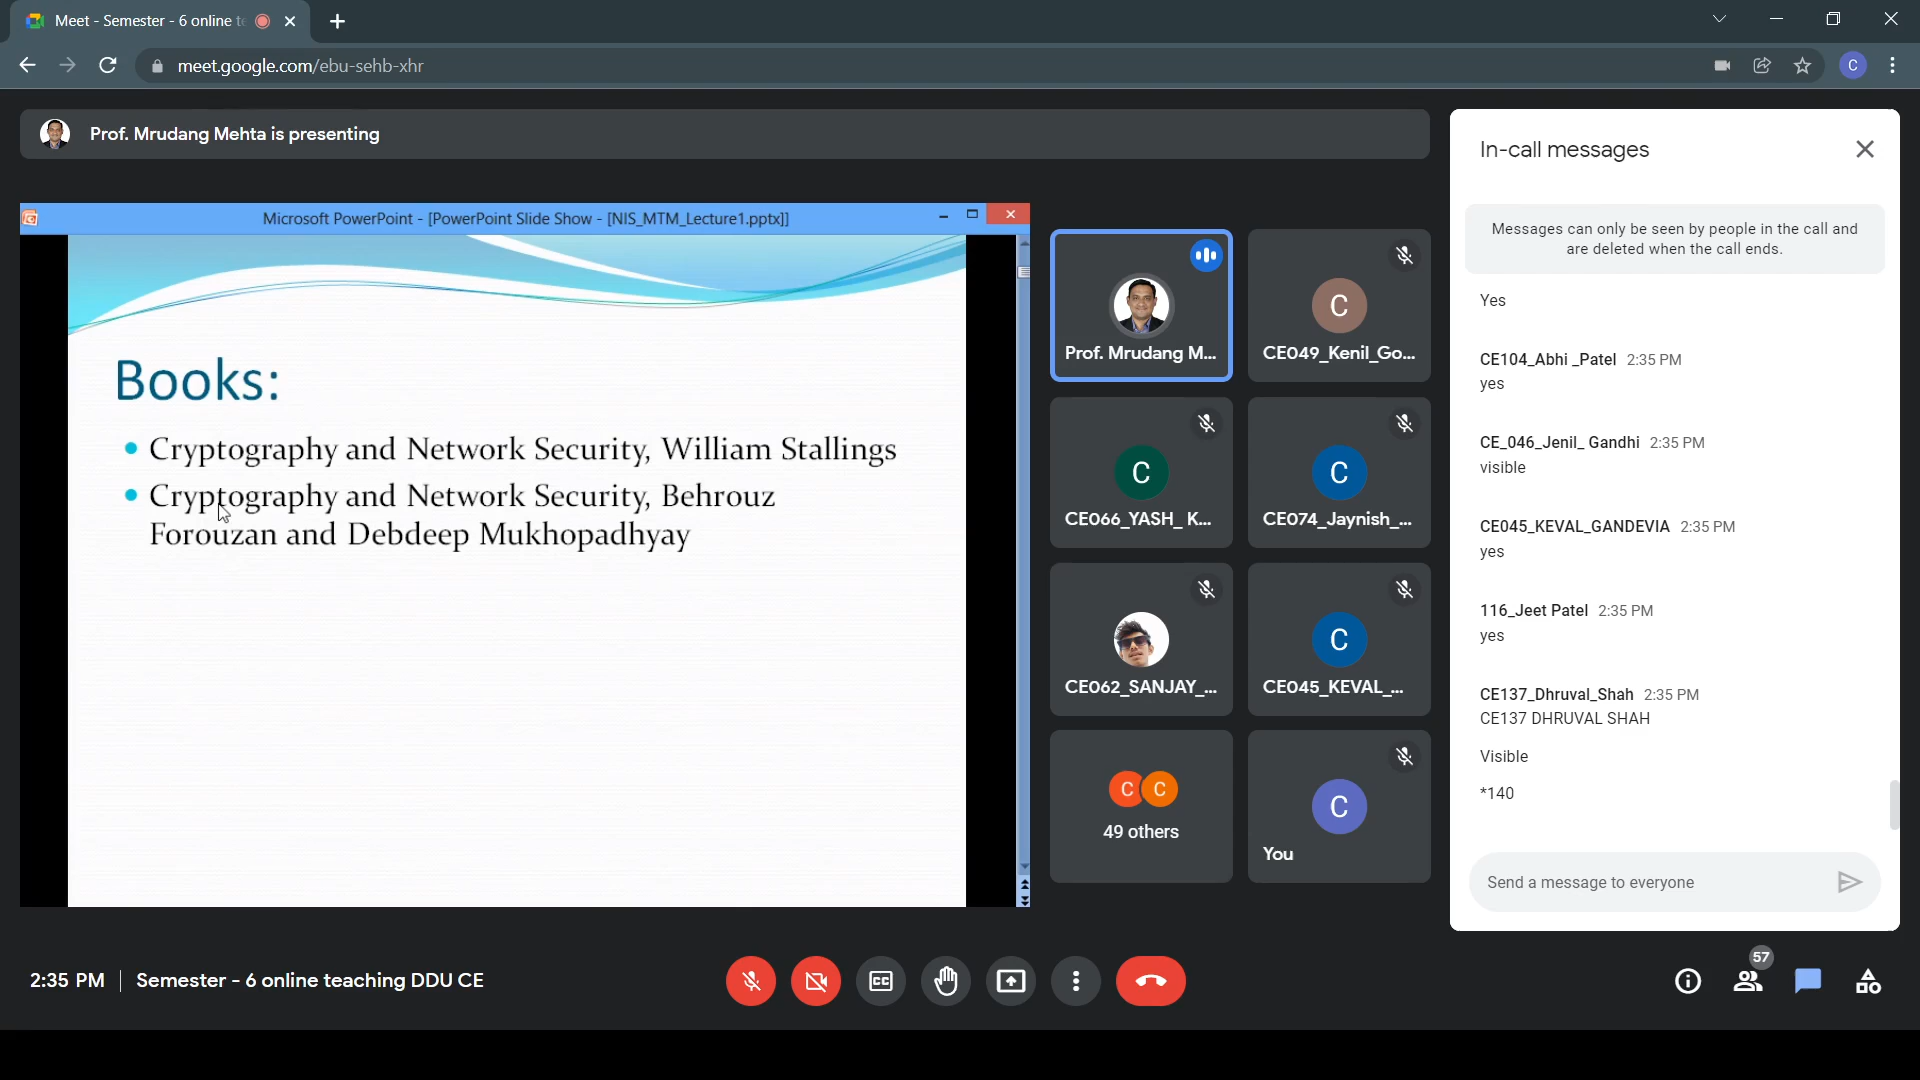 Meet - Semester - 6 online te
meet.google.com/ebu-sehb-xhr
C
Prof. Mrudang Mehta is presenting
Microsoft PowerPoint - [PowerPoint Slide Show - [NIS_MTM_Lecture1.pptx]]
Books:
Cryptography and Network Security, William Stallings
Cryptography and Network Security, Behrouz
Forouzan and Debdeep Mukhopadhyay
Prof. Mrudang M...
C
CE049_Kenil_Go...
C
CE066_YASH_ K...
C
CE074_Jaynish_...
CE062_SANJAY_...
C
CE045_KEVAL_...
C C
49 others
C
You
In-call messages
Messages can only be seen by people in the call and
are deleted when the call ends.
Yes
CE104_Abhi _Patel 2:35 PM
yes
CE_046_Jenil_ Gandhi 2:35 PM
visible
CE045_KEVAL_GANDEVIA 2:35 PM
yes
116_Jeet Patel 2:35 PM
yes
CE137_Dhruval_Shah 2:35 PM
CE137 DHRUVAL SHAH
Visible
*140
Send a message to everyone
2:35 PM | Semester - 6 online teaching DDU CE
CC
57